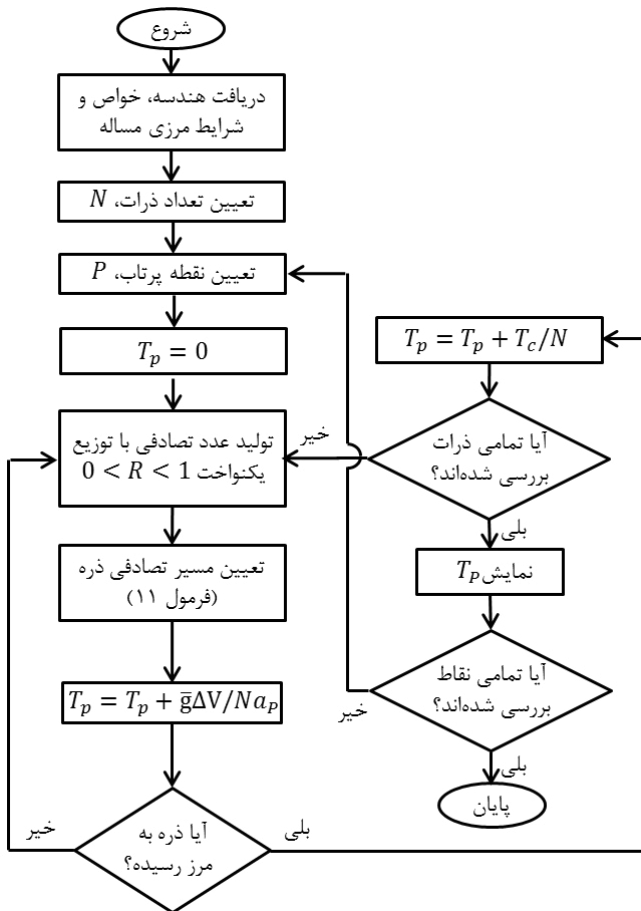 شروع
دریافت هندسه، خواص و
شرایط مرزی مساله
تعیین تعداد ذرات، N
تعیین نقطه پرتاب، P
T_p = 0
تولید عدد تصادفی با توزیع
یکنواخت 0 < R < 1
تعیین مسیر تصادفی ذره
(فرمول ۱۱)
T_p = T_p + g̅ΔV/Na_P
آیا ذره به
مرز رسیده؟
خیر
بلی
T_p = T_p + T_c/N
آیا تمامی ذرات
بررسی شده‌اند؟
خیر
بلی
نمایش T_P
آیا تمامی نقاط
بررسی شده‌اند؟
خیر
بلی
پایان